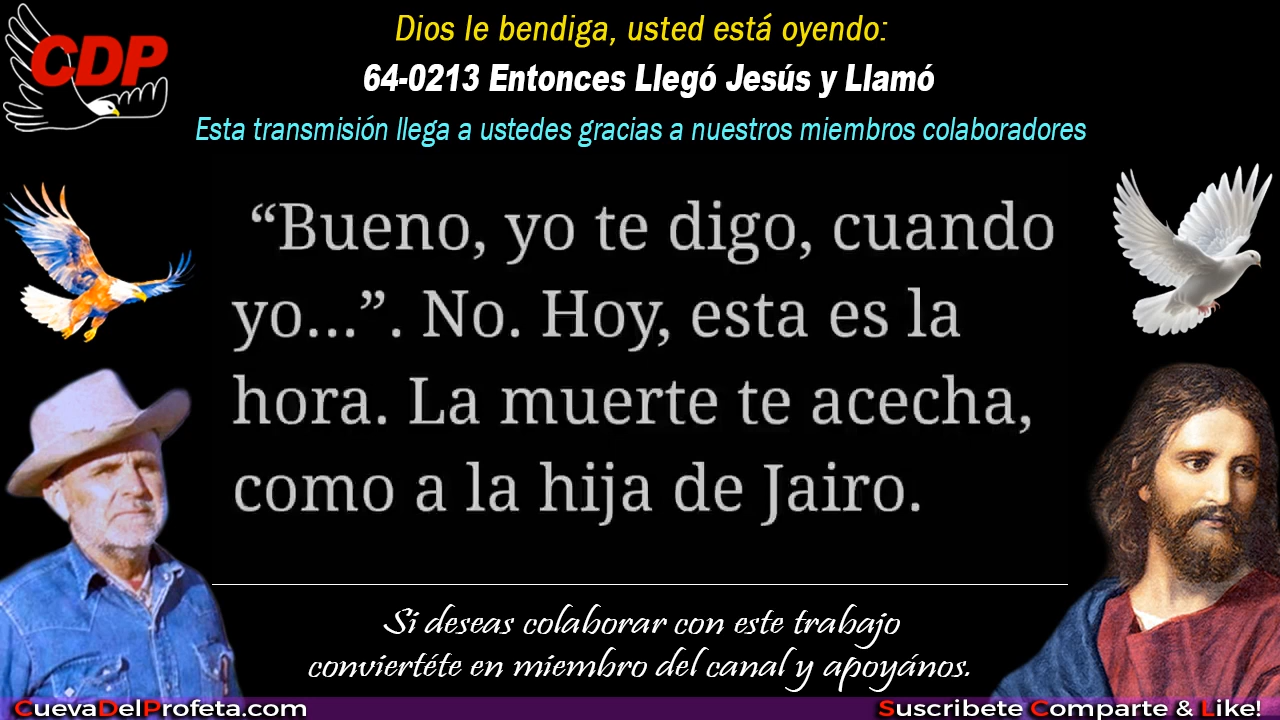 CDP
Dios le bendiga, usted está oyendo:
64-0213 Entonces Llegó Jesús y Llamó
Esta transmisión llega a ustedes gracias a nuestros miembros colaboradores
“Bueno, yo te digo, cuando
yo...”. No. Hoy, esta es la
hora. La muerte te acecha,
como a la hija de Jairo.
Si deseas colaborar con este trabajo
conviertéte en miembro del canal y apoyános.
CuevaDelProfeta.com
Suscribete Comparte & Like!